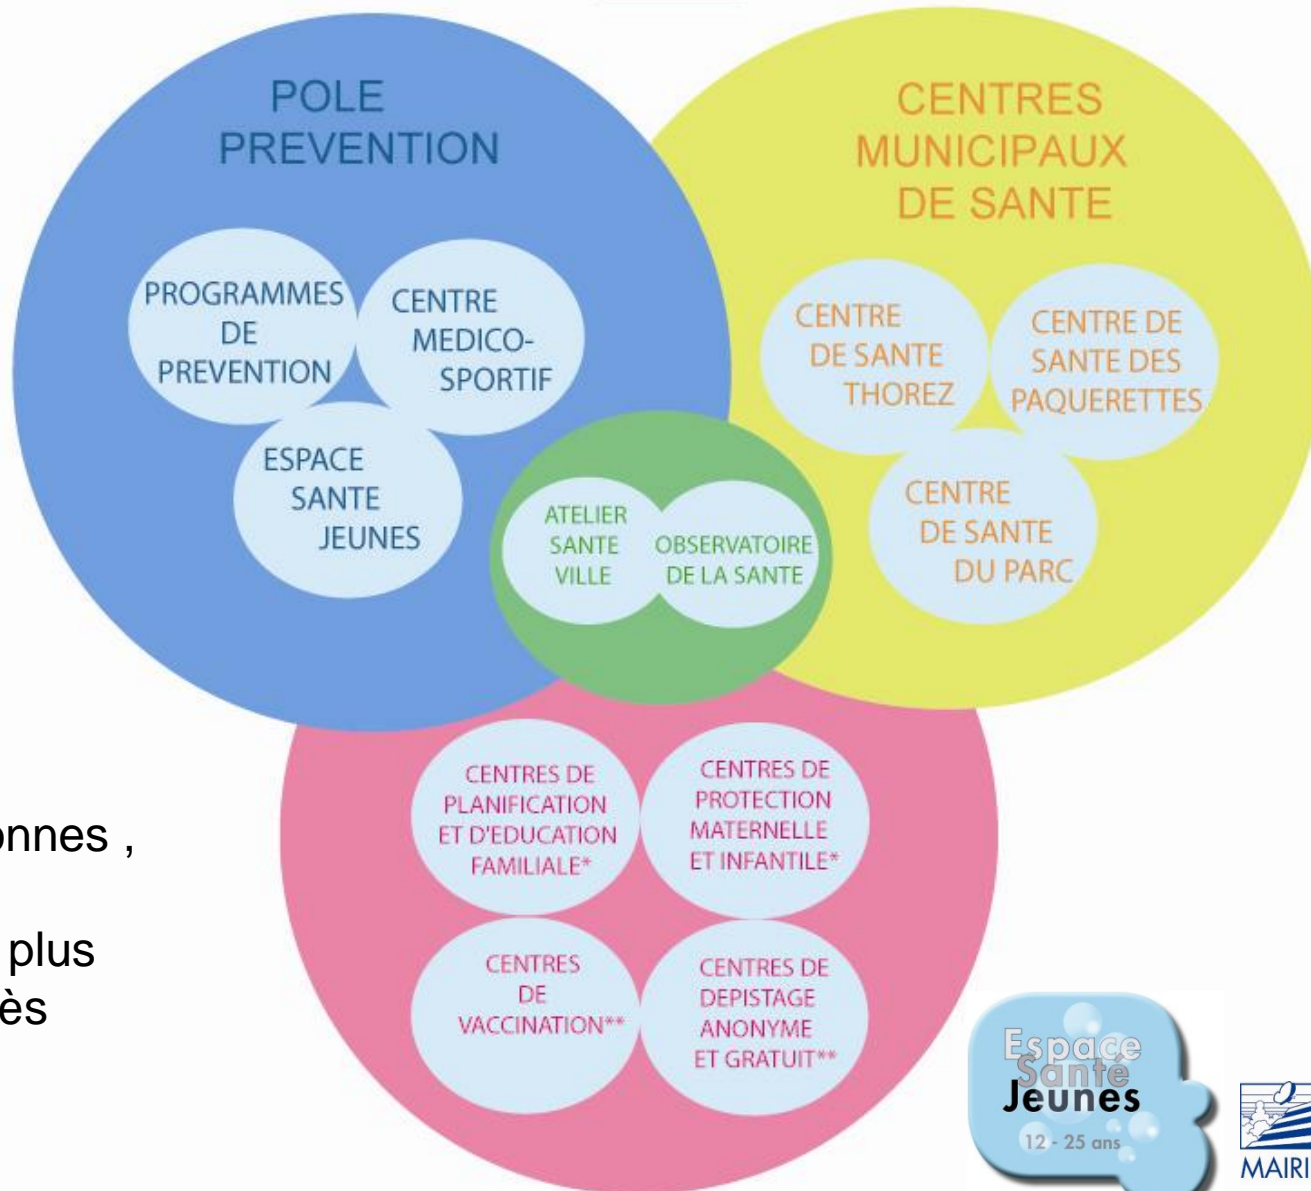 POLE
PREVENTION
PROGRAMMES
DE
PREVENTION
CENTRE
MEDICO-
SPORTIF
ESPACE
SANTE
JEUNES
CENTRES
MUNICIPAUX
DE SANTE
CENTRE
DE SANTE
THOREZ
CENTRE DE
SANTE DES
PAQUERETTES
CENTRE
DE SANTE
DU PARC
ATELIER
SANTE
VILLE
OBSERVATOIRE
DE LA SANTE
CENTRES DE
PLANIFICATION
ET D'EDUCATION
FAMILIALE*
CENTRES DE
PROTECTION
MATERNELLE
ET INFANTILE*
CENTRES
DE
VACCINATION**
CENTRES DE
DEPISTAGE
ANONYME
ET GRATUIT**
onnes ,
plus
ès
Espace
Santé
Jeunes
12 - 25 ans
MAIRI